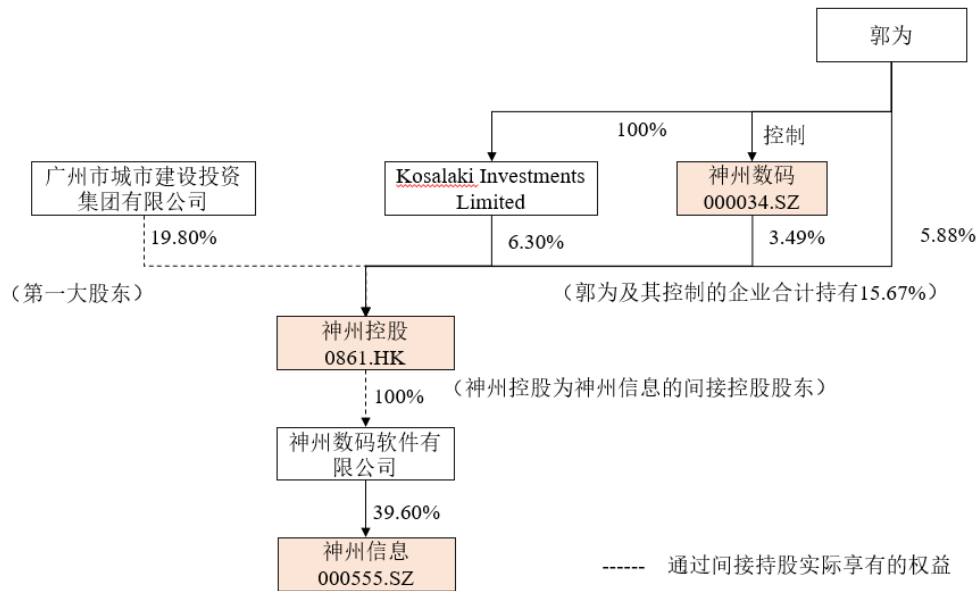 郭为
100%
控制
广州市城市建设投资
集团有限公司
Kosalaki Investments
Limited
神州数码
000034.SZ
19.80%
6.30%
3.49%
5.88%
（第一大股东）
（郭为及其控制的企业合计持有15.67%）
神州控股
0861.HK
（神州控股为神州信息的间接控股股东）
100%
神州数码软件有
限公司
39.60%
神州信息
000555.SZ
------ 通过间接持股实际享有的权益